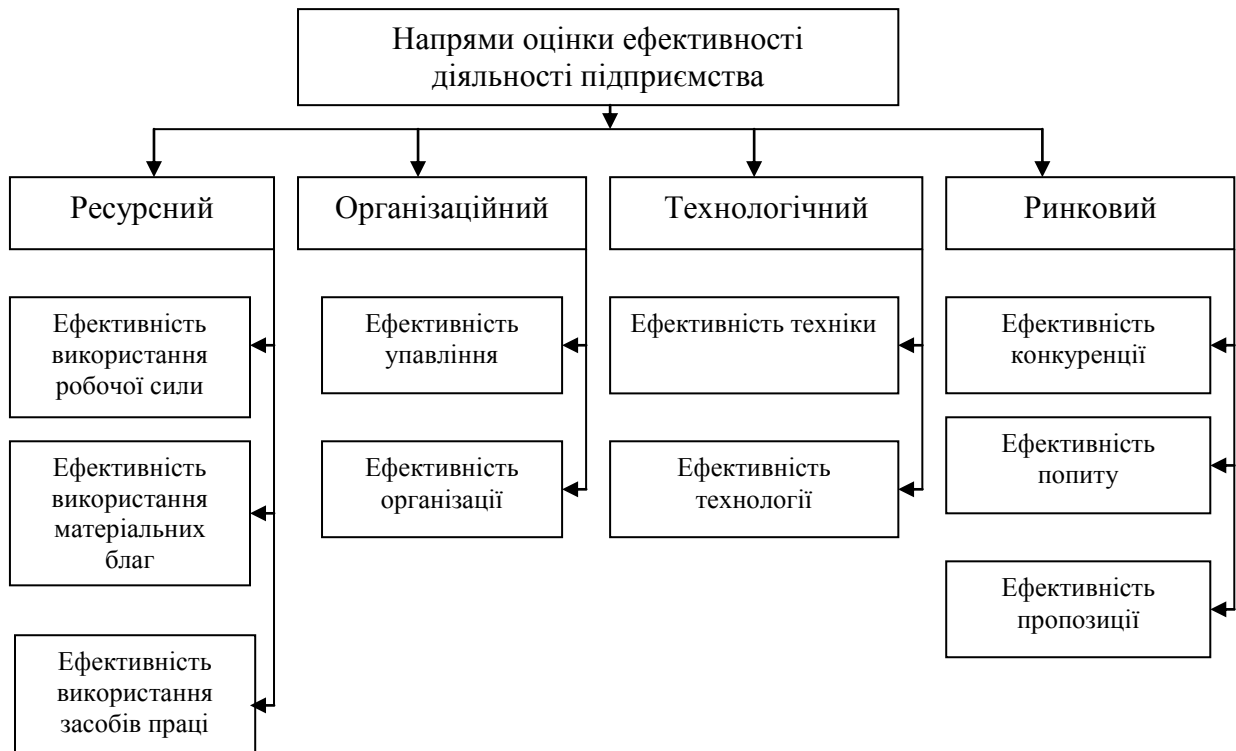 Напрями оцінки ефективності
діяльності підприємства
Ресурсний
Організаційний
Технологічний
Ринковий
Ефективність
використання
робочої сили
Ефективність
використання
матеріальних
благ
Ефективність
використання
засобів праці
Ефективність
упавління
Ефективність
організації
Ефективність техніки
Ефективність
технології
Ефективність
конкуренції
Ефективність
попиту
Ефективність
пропозиції